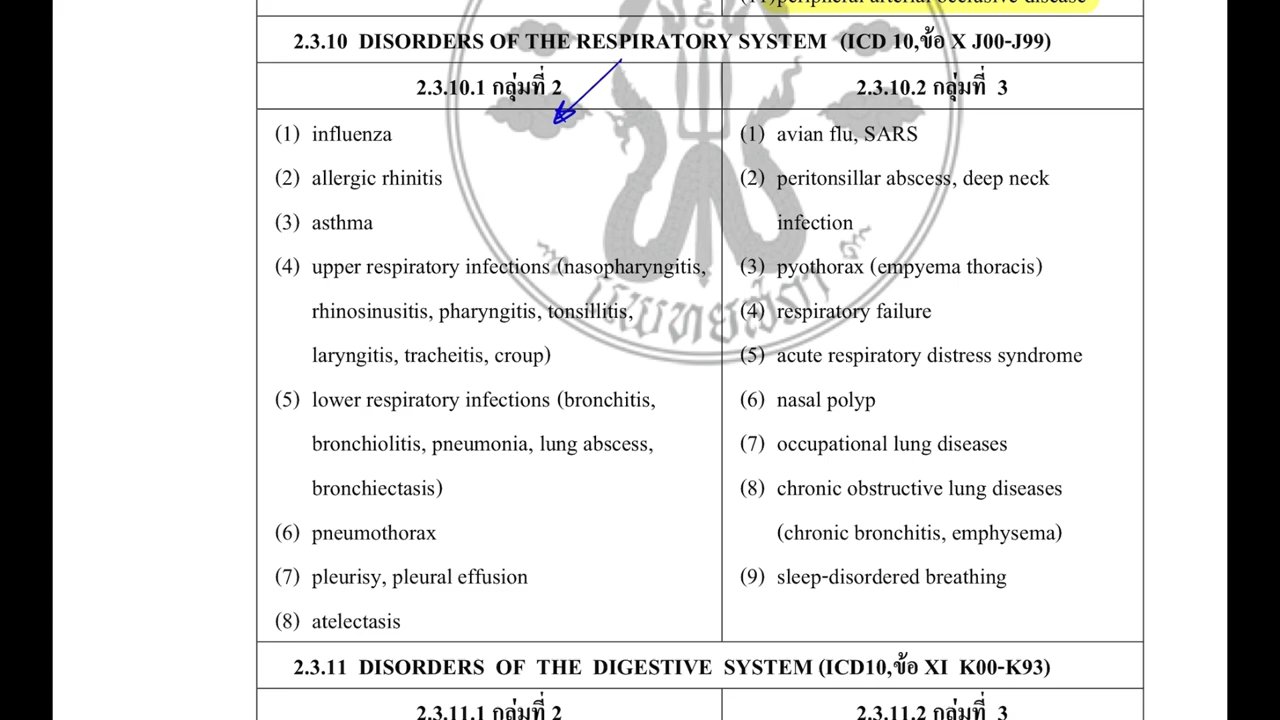 (11)peripheral arterial occlusive disease
2.3.10 DISORDERS OF THE RESPIRATORY SYSTEM (ICD 10,ข้อ X J00-J99)
2.3.10.1 กลุ่มที่ 2
2.3.10.2 กลุ่มที่ 3
(1) influenza
(2) allergic rhinitis
(3) asthma
(4) upper respiratory infections (nasopharyngitis,
rhinosinusitis, pharyngitis, tonsillitis,
laryngitis, tracheitis, croup)
(5) lower respiratory infections (bronchitis,
bronchiolitis, pneumonia, lung abscess,
bronchiectasis)
(6) pneumothorax
(7) pleurisy, pleural effusion
(8) atelectasis
(1) avian flu, SARS
(2) peritonsillar abscess, deep neck
infection
(3) pyothorax (empyema thoracis)
(4) respiratory failure
(5) acute respiratory distress syndrome
(6) nasal polyp
(7) occupational lung diseases
(8) chronic obstructive lung diseases
(chronic bronchitis, emphysema)
(9) sleep-disordered breathing
2.3.11 DISORDERS OF THE DIGESTIVE SYSTEM (ICD10,ข้อ XI K00-K93)
2.3.11.1 กลุ่มที่ 2
2.3.11.2 กลุ่มที่ 3